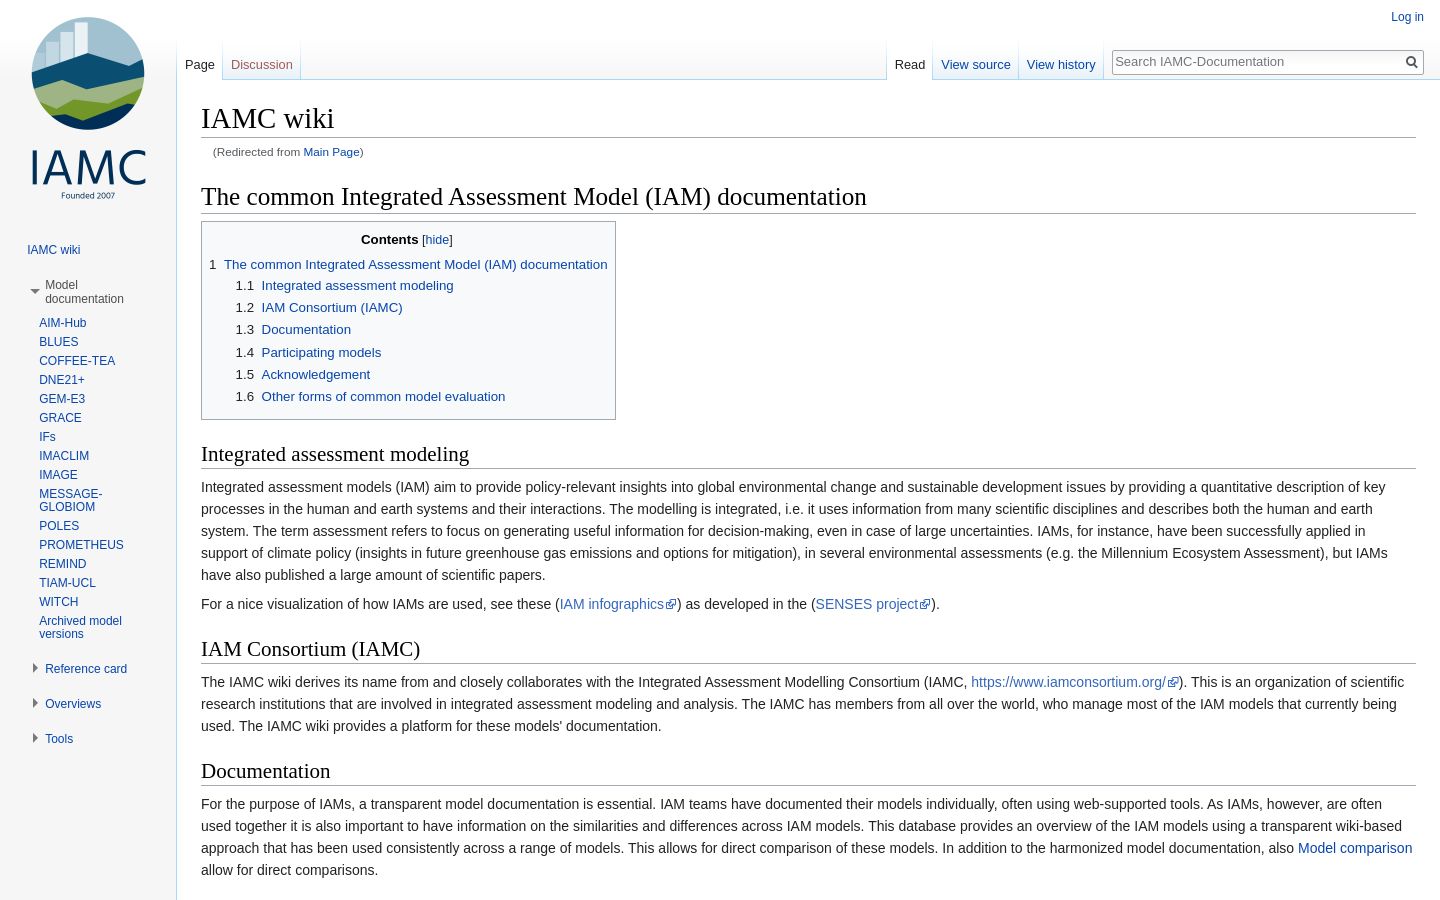 Log in
Page
Discussion
Read
View source
View history
Search IAMC-Documentation
IAMC
Founded 2007
IAMC wiki
Model
documentation
AIM-Hub
BLUES
COFFEE-TEA
DNE21+
GEM-E3
GRACE
IFs
IMACLIM
IMAGE
MESSAGE-
GLOBIOM
POLES
PROMETHEUS
REMIND
TIAM-UCL
WITCH
Archived model
versions
Reference card
Overviews
Tools
IAMC wiki
(Redirected from Main Page)
The common Integrated Assessment Model (IAM) documentation
Contents [hide]
1 The common Integrated Assessment Model (IAM) documentation
1.1 Integrated assessment modeling
1.2 IAM Consortium (IAMC)
1.3 Documentation
1.4 Participating models
1.5 Acknowledgement
1.6 Other forms of common model evaluation
Integrated assessment modeling
Integrated assessment models (IAM) aim to provide policy-relevant insights into global environmental change and sustainable development issues by providing a quantitative description of key
processes in the human and earth systems and their interactions. The modelling is integrated, i.e. it uses information from many scientific disciplines and describes both the human and earth
system. The term assessment refers to focus on generating useful information for decision-making, even in case of large uncertainties. IAMs, for instance, have been successfully applied in
support of climate policy (insights in future greenhouse gas emissions and options for mitigation), in several environmental assessments (e.g. the Millennium Ecosystem Assessment), but IAMs
have also published a large amount of scientific papers.
For a nice visualization of how IAMs are used, see these (IAM infographics) as developed in the (SENSES project).
IAM Consortium (IAMC)
The IAMC wiki derives its name from and closely collaborates with the Integrated Assessment Modelling Consortium (IAMC, https://www.iamconsortium.org/). This is an organization of scientific
research institutions that are involved in integrated assessment modeling and analysis. The IAMC has members from all over the world, who manage most of the IAM models that currently being
used. The IAMC wiki provides a platform for these models' documentation.
Documentation
For the purpose of IAMs, a transparent model documentation is essential. IAM teams have documented their models individually, often using web-supported tools. As IAMs, however, are often
used together it is also important to have information on the similarities and differences across IAM models. This database provides an overview of the IAM models using a transparent wiki-based
approach that has been used consistently across a range of models. This allows for direct comparison of these models. In addition to the harmonized model documentation, also Model comparison
allow for direct comparisons.